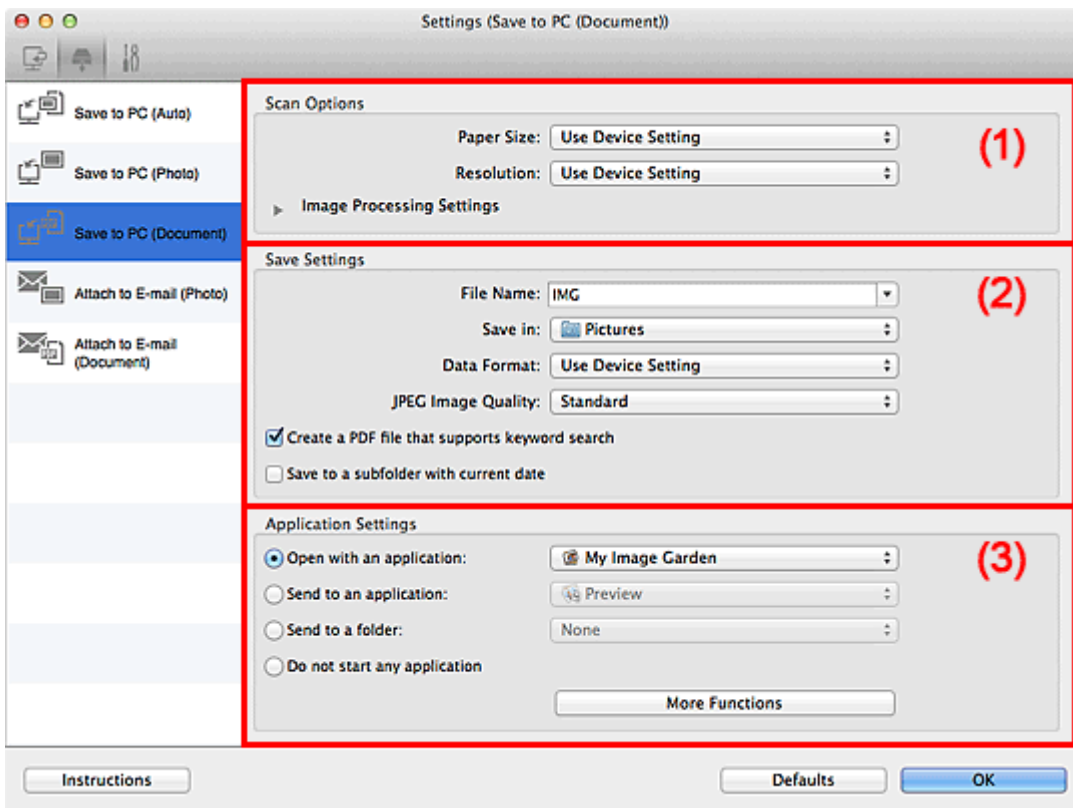 Settings (Save to PC (Document))
Save to PC (Auto)
Save to PC (Photo)
Save to PC (Document)
Attach to E-mail (Photo)
Attach to E-mail
(Document)
Scan Options
(1)
Paper Size: Use Device Setting
Resolution: Use Device Setting
Image Processing Settings
Save Settings
(2)
File Name: IMG
Save in: Pictures
Data Format: Use Device Setting
JPEG Image Quality: Standard
Create a PDF file that supports keyword search
Save to a subfolder with current date
Application Settings
(3)
Open with an application: My Image Garden
Send to an application: Preview
Send to a folder: None
Do not start any application
More Functions
Instructions
Defaults
OK